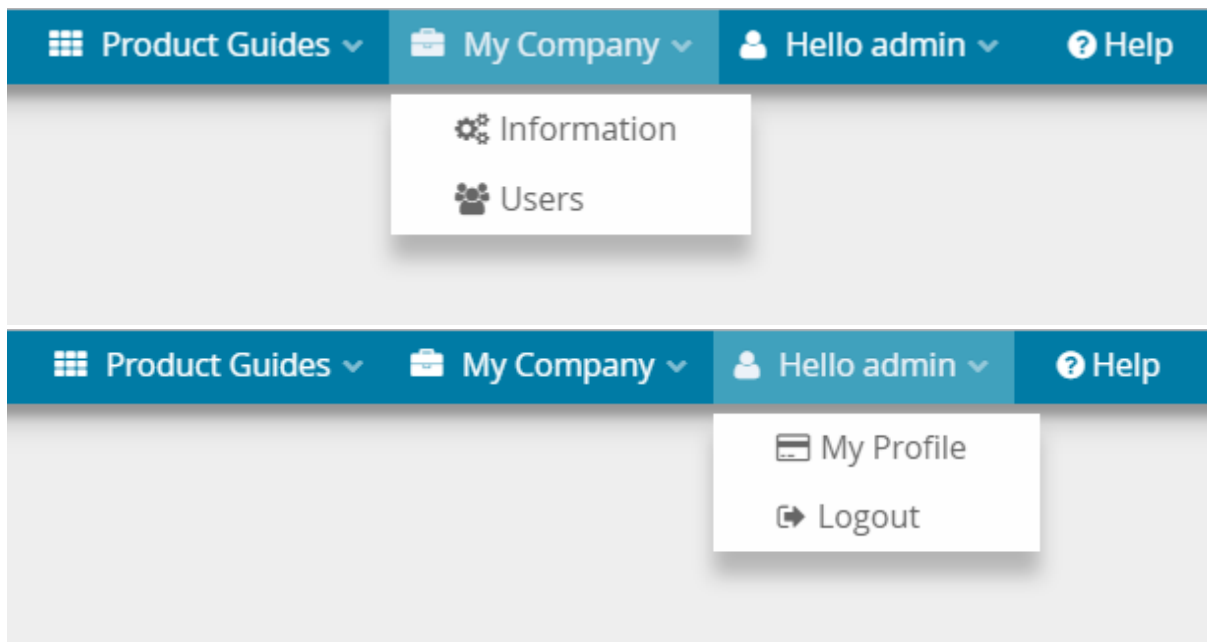 Product Guides My Company Hello admin Help
Information
Users
Product Guides My Company Hello admin Help
My Profile
Logout